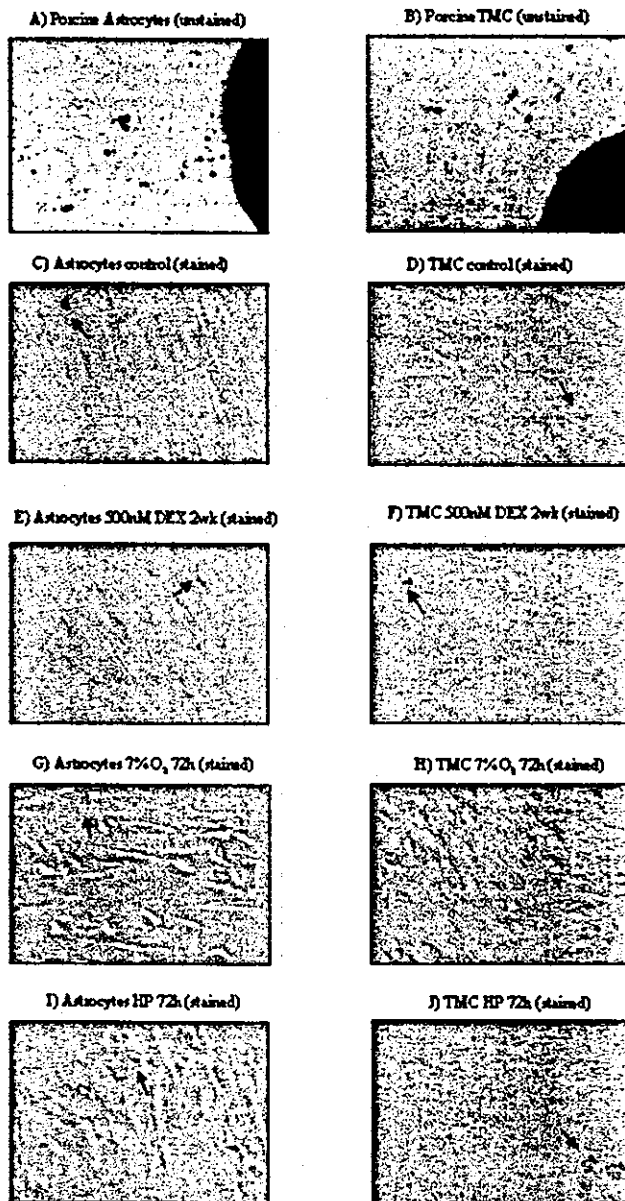 A) Porcine Astrocytes (unstained)
B) Porcine TMC (unstained)
C) Astrocytes control (stained)
D) TMC control (stained)
E) Astrocytes 500nM DEX 2wk (stained)
F) TMC 500nM DEX 2wk (stained)
G) Astrocytes 7% O₂ 72h (stained)
H) TMC 7% O₂ 72h (stained)
I) Astrocytes HP 72h (stained)
J) TMC HP 72h (stained)